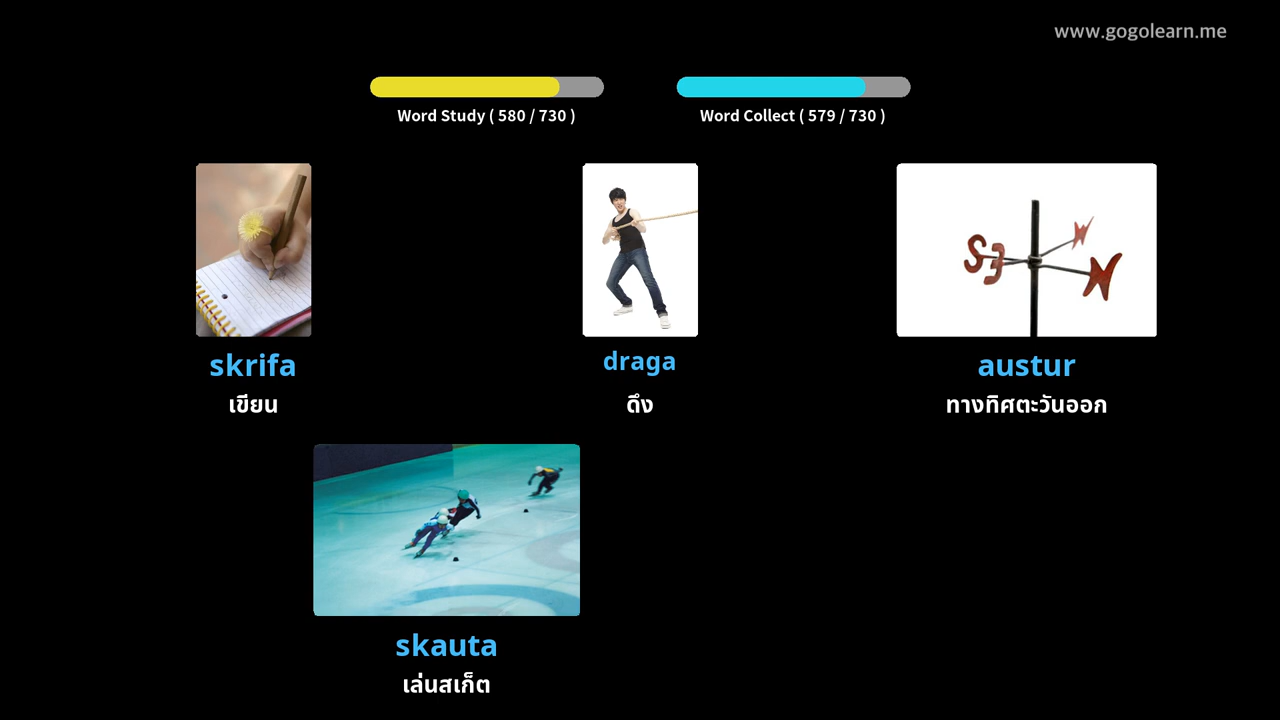 www.gogolearn.me
Word Study ( 580 / 730 )
Word Collect ( 579 / 730 )
S
E
N
W
skrifa
draga
austur
เขียน
ดึง
ทางทิศตะวันออก
skauta
เล่นสเก็ต